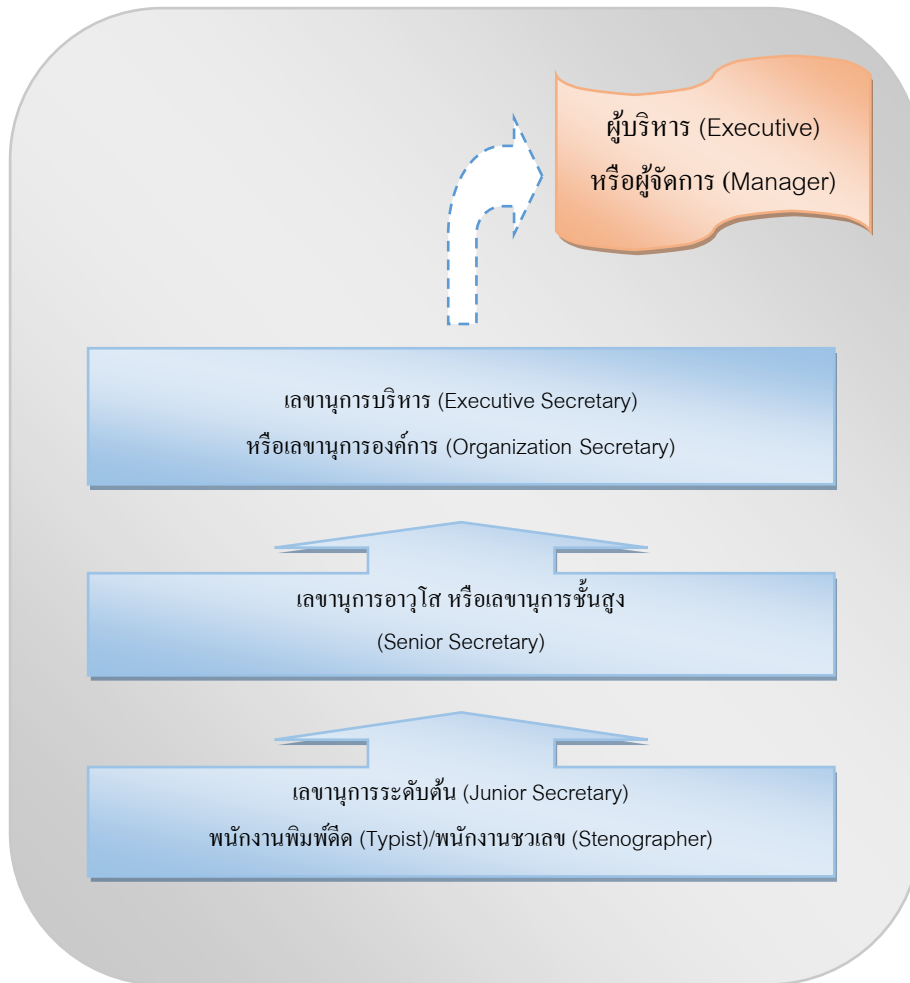 ผู้บริหาร (Executive)
หรือผู้จัดการ (Manager)
เลขานุการบริหาร (Executive Secretary)
หรือเลขานุการองค์การ (Organization Secretary)
เลขานุการอาวุโส หรือเลขานุการชั้นสูง
(Senior Secretary)
เลขานุการระดับต้น (Junior Secretary)
พนักงานพิมพ์ดีด (Typist)/พนักงานชวเลข (Stenographer)